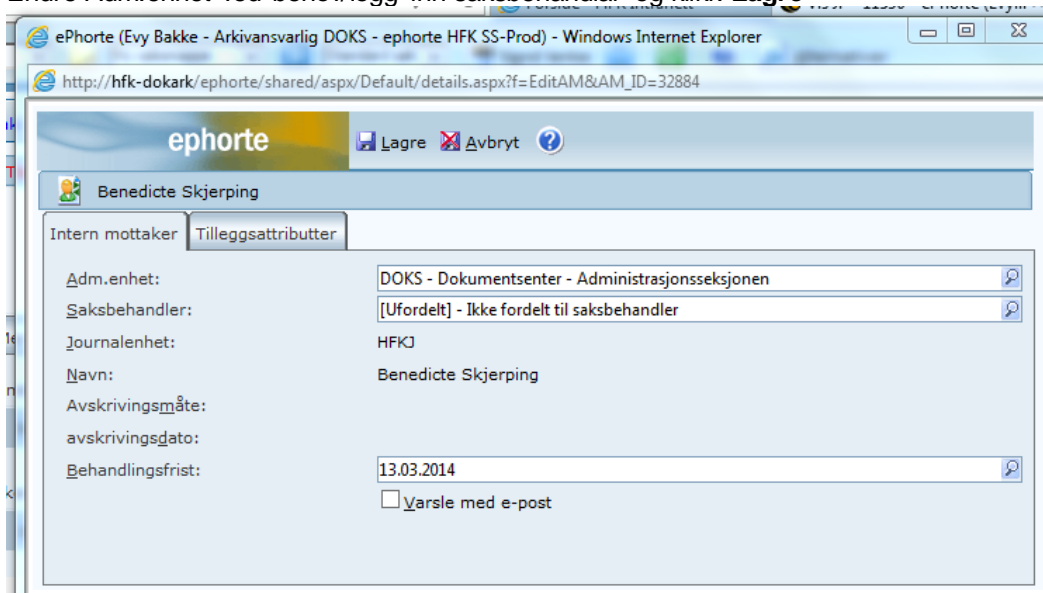 ePhorte (Evy Bakke - Arkivansvarlig DOKS - ephorte HFK SS-Prod) - Windows Internet Explorer
http://hfk-dokark/ephorte/shared/aspx/Default/details.aspx?f=EditAM&AM_ID=32884
ephorte Lagre Avbryt ?
Benedicte Skjerping
Intern mottaker Tilleggsattributter
Adm.enhet: DOKS - Dokumentsenter - Administrasjonsseksjonen
Saksbehandler: [Ufordelt] - Ikke fordelt til saksbehandler
Journalenhet: HFKJ
Navn: Benedicte Skjerping
Avskrivingsmåte:
avskrivingsdato:
Behandlingsfrist: 13.03.2014
Varsle med e-post